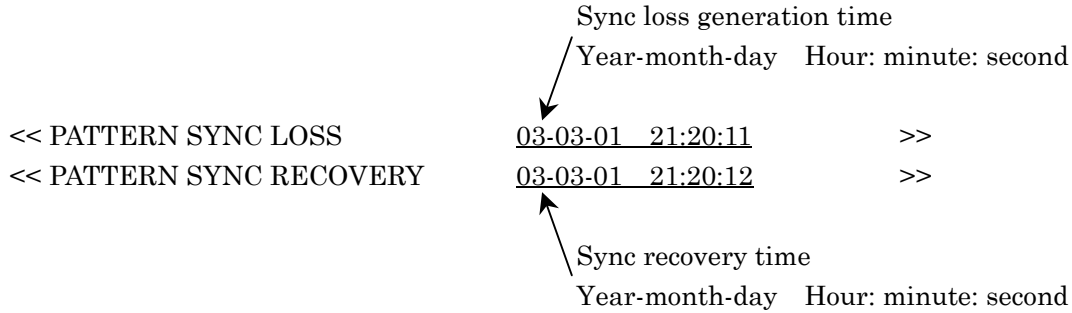 Sync loss generation time
Year-month-day Hour: minute: second
<< PATTERN SYNC LOSS 03-03-01 21:20:11 >>
<< PATTERN SYNC RECOVERY 03-03-01 21:20:12 >>
Sync recovery time
Year-month-day Hour: minute: second